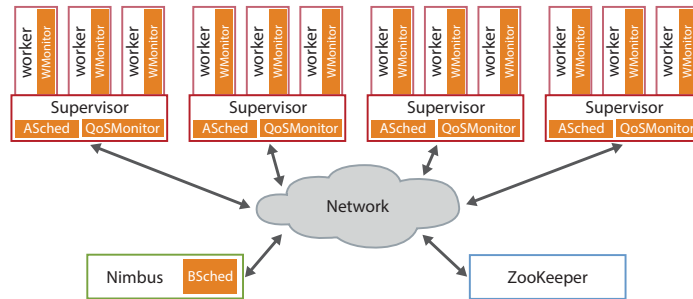 worker WMonitor worker WMonitor worker WMonitor worker WMonitor worker WMonitor worker WMonitor worker WMonitor worker WMonitor worker WMonitor worker WMonitor worker WMonitor worker WMonitor
Supervisor Supervisor Supervisor Supervisor
ASched QoSMonitor ASched QoSMonitor ASched QoSMonitor ASched QoSMonitor
Network
Nimbus BSched ZooKeeper